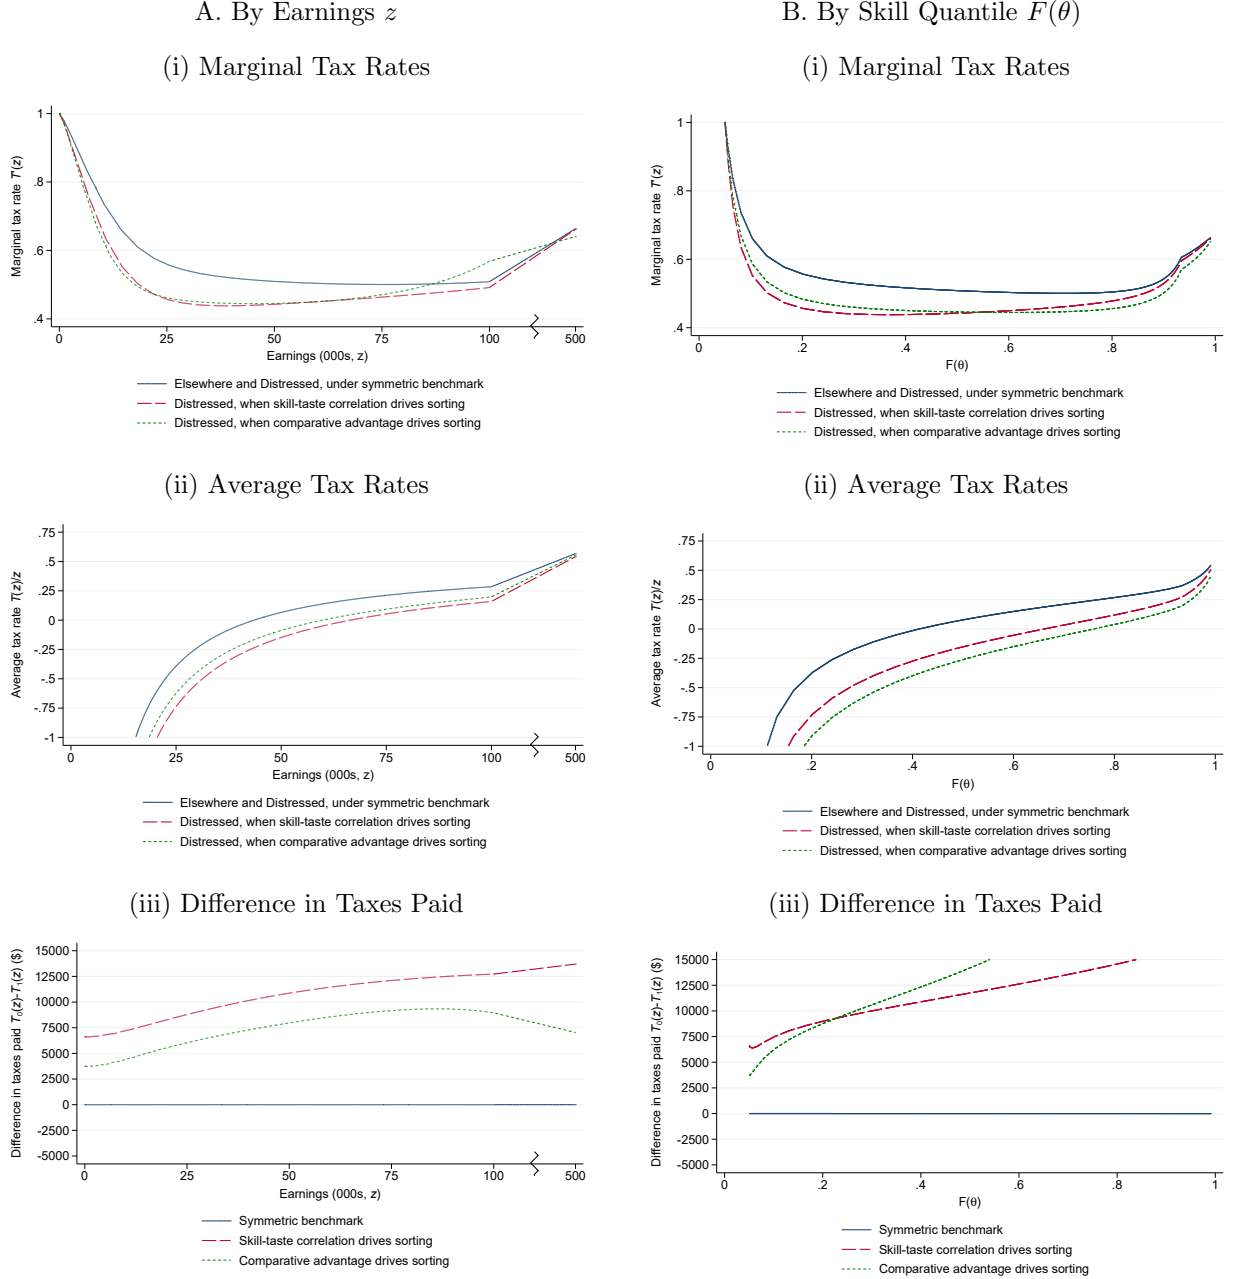 A. By Earnings z
(i) Marginal Tax Rates
Marginal tax rate T'(z)
1
.8
.6
.4
0 25 50 75 100 500
Earnings (000s, z)
Elsewhere and Distressed, under symmetric benchmark
Distressed, when skill-taste correlation drives sorting
Distressed, when comparative advantage drives sorting
(ii) Average Tax Rates
Average tax rate T(z)/z
.75
.5
.25
0
-.25
-.5
-.75
-1
0 25 50 75 100 500
Earnings (000s, z)
Elsewhere and Distressed, under symmetric benchmark
Distressed, when skill-taste correlation drives sorting
Distressed, when comparative advantage drives sorting
(iii) Difference in Taxes Paid
Difference in taxes paid T₀(z)-T₁(z) ($)
15000
12500
10000
7500
5000
2500
0
-2500
-5000
0 25 50 75 100 500
Earnings (000s, z)
Symmetric benchmark
Skill-taste correlation drives sorting
Comparative advantage drives sorting
B. By Skill Quantile F(θ)
(i) Marginal Tax Rates
Marginal tax rate T'(z)
1
.8
.6
.4
0 .2 .4 .6 .8 1
F(θ)
Elsewhere and Distressed, under symmetric benchmark
Distressed, when skill-taste correlation drives sorting
Distressed, when comparative advantage drives sorting
(ii) Average Tax Rates
Average tax rate T(z)/z
.75
.5
.25
0
-.25
-.5
-.75
-1
0 .2 .4 .6 .8 1
F(θ)
Elsewhere and Distressed, under symmetric benchmark
Distressed, when skill-taste correlation drives sorting
Distressed, when comparative advantage drives sorting
(iii) Difference in Taxes Paid
Difference in taxes paid T₀(z)-T₁(z) ($)
15000
12500
10000
7500
5000
2500
0
-2500
-5000
0 .2 .4 .6 .8 1
F(θ)
Symmetric benchmark
Skill-taste correlation drives sorting
Comparative advantage drives sorting